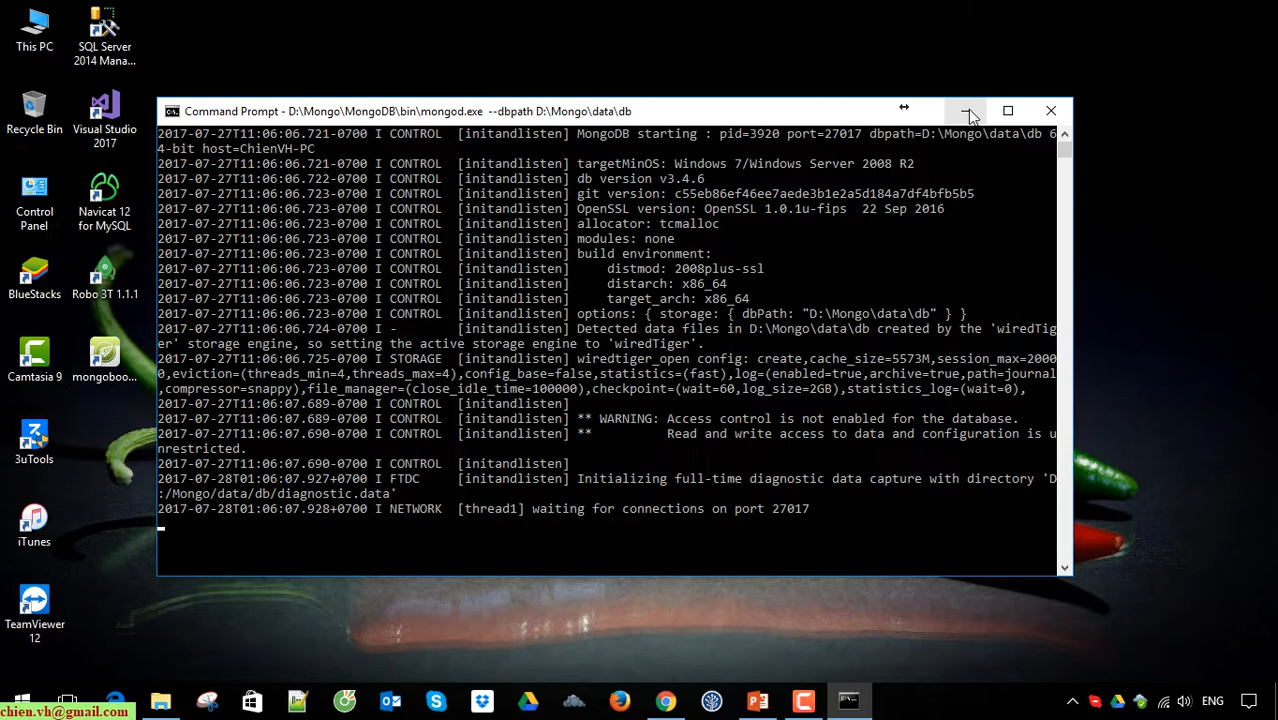 This PC
SQL Server
2014 Mana...
Recycle Bin
Visual Studio
2017
Control
Panel
Navicat 12
for MySQL
BlueStacks
Robo 3T 1.1.1
Camtasia 9
mongoboo...
3uTools
iTunes
TeamViewer
12
Command Prompt - D:\Mongo\MongoDB\bin\mongod.exe --dbpath D:\Mongo\data\db
2017-07-27T11:06:06.721-0700 I CONTROL  [initandlisten] MongoDB starting : pid=3920 port=27017 dbpath=D:\Mongo\data\db 6
4-bit host=ChienVH-PC
2017-07-27T11:06:06.721-0700 I CONTROL  [initandlisten] targetMinOS: Windows 7/Windows Server 2008 R2
2017-07-27T11:06:06.722-0700 I CONTROL  [initandlisten] db version v3.4.6
2017-07-27T11:06:06.723-0700 I CONTROL  [initandlisten] git version: c55eb86ef46ee7aede3b1e2a5d184a7df4bfb5b5
2017-07-27T11:06:06.723-0700 I CONTROL  [initandlisten] OpenSSL version: OpenSSL 1.0.1u-fips  22 Sep 2016
2017-07-27T11:06:06.723-0700 I CONTROL  [initandlisten] allocator: tcmalloc
2017-07-27T11:06:06.723-0700 I CONTROL  [initandlisten] modules: none
2017-07-27T11:06:06.723-0700 I CONTROL  [initandlisten] build environment:
2017-07-27T11:06:06.723-0700 I CONTROL  [initandlisten]     distmod: 2008plus-ssl
2017-07-27T11:06:06.723-0700 I CONTROL  [initandlisten]     distarch: x86_64
2017-07-27T11:06:06.723-0700 I CONTROL  [initandlisten]     target_arch: x86_64
2017-07-27T11:06:06.723-0700 I CONTROL  [initandlisten] options: { storage: { dbPath: "D:\Mongo\data\db" } }
2017-07-27T11:06:06.724-0700 I -        [initandlisten] Detected data files in D:\Mongo\data\db created by the 'wiredTig
er' storage engine, so setting the active storage engine to 'wiredTiger'.
2017-07-27T11:06:06.725-0700 I STORAGE  [initandlisten] wiredtiger_open config: create,cache_size=5573M,session_max=2000
0,eviction=(threads_min=4,threads_max=4),config_base=false,statistics=(fast),log=(enabled=true,archive=true,path=journal
,compressor=snappy),file_manager=(close_idle_time=100000),checkpoint=(wait=60,log_size=2GB),statistics_log=(wait=0),
2017-07-27T11:06:07.689-0700 I CONTROL  [initandlisten]
2017-07-27T11:06:07.689-0700 I CONTROL  [initandlisten] ** WARNING: Access control is not enabled for the database.
2017-07-27T11:06:07.690-0700 I CONTROL  [initandlisten] **          Read and write access to data and configuration is u
nrestricted.
2017-07-27T11:06:07.690-0700 I CONTROL  [initandlisten]
2017-07-28T01:06:07.927+0700 I FTDC     [initandlisten] Initializing full-time diagnostic data capture with directory 'D
:/Mongo/data/db/diagnostic.data'
2017-07-28T01:06:07.928+0700 I NETWORK  [thread1] waiting for connections on port 27017
ENG
chien.vh@gmail.com